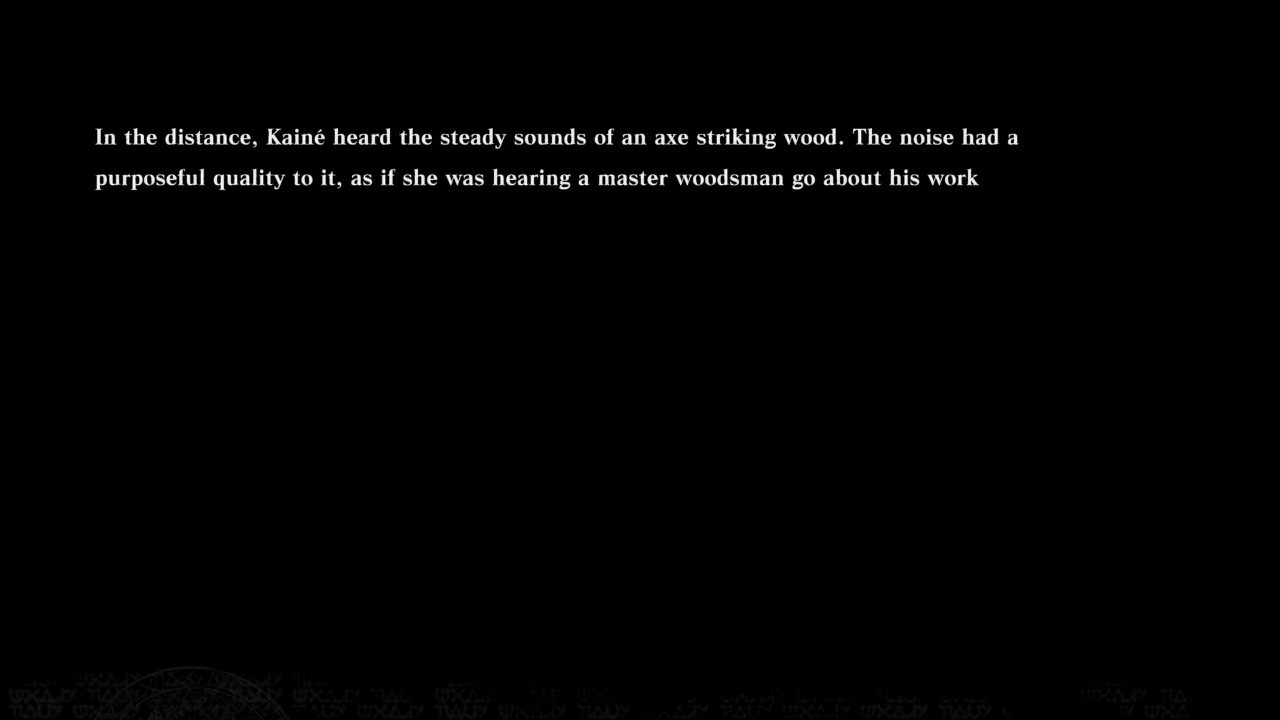 In the distance, Kainé heard the steady sounds of an axe striking wood. The noise had a
purposeful quality to it, as if she was hearing a master woodsman go about his work